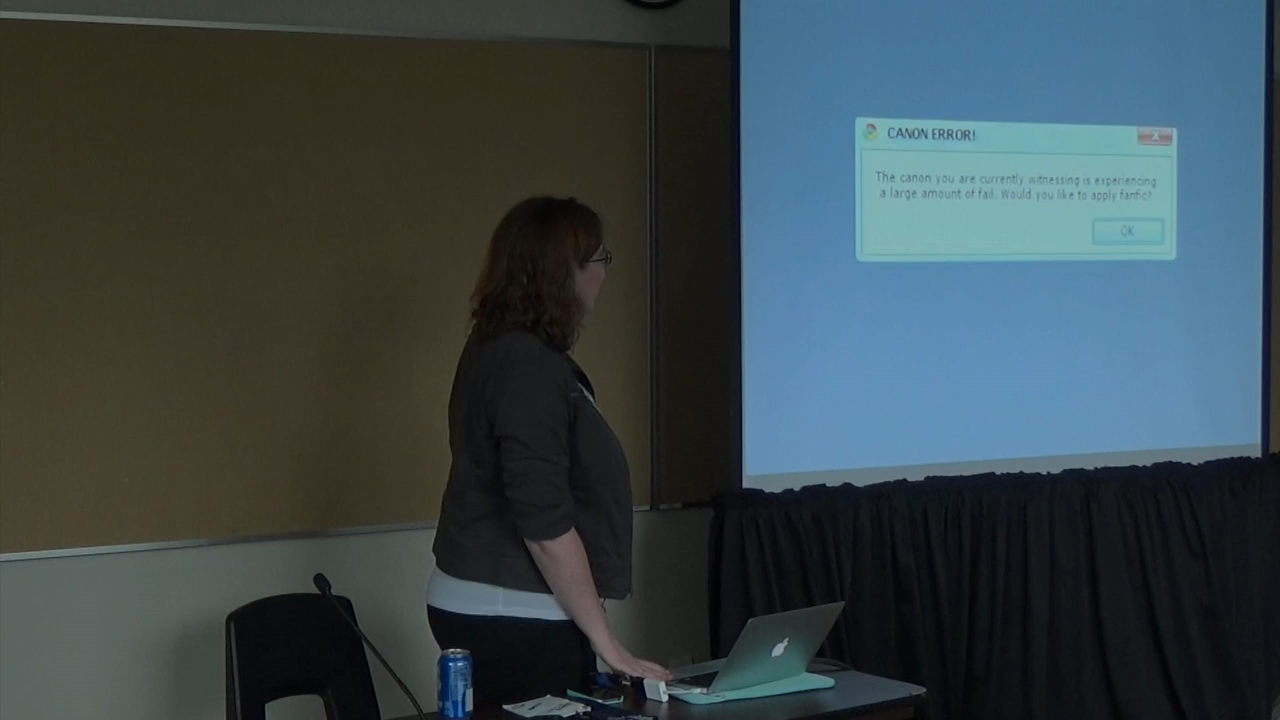 CANON ERROR!
The canon you are currently witnessing is experiencing
a large amount of fail. Would you like to apply fanfic?
OK